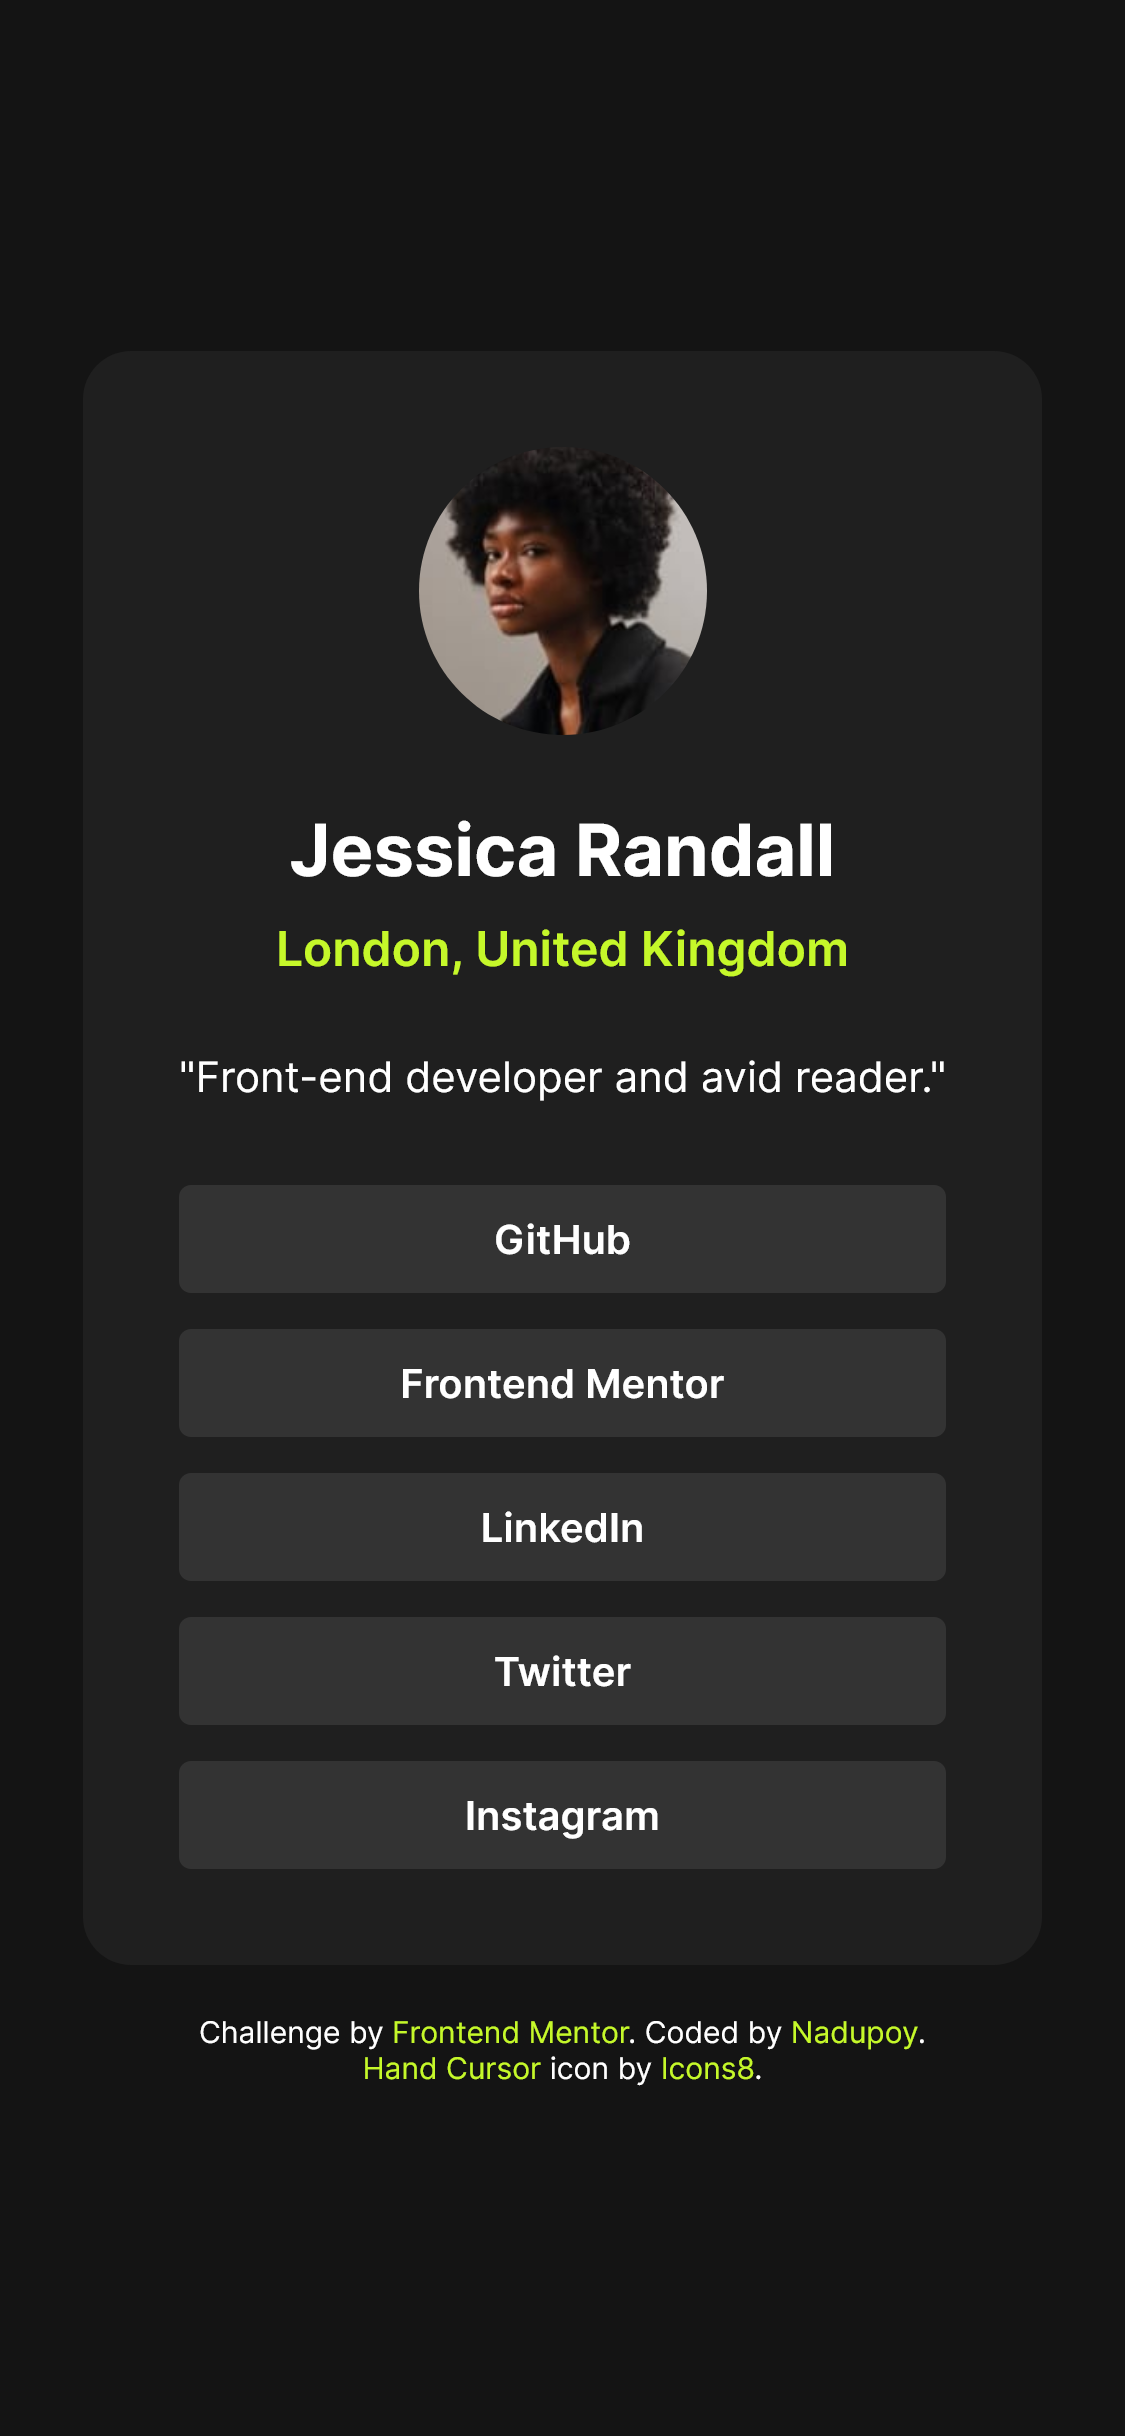 Jessica Randall
London, United Kingdom
"Front-end developer and avid reader."
GitHub
Frontend Mentor
LinkedIn
Twitter
Instagram
Challenge by Frontend Mentor. Coded by Nadupoy.
Hand Cursor icon by Icons8.